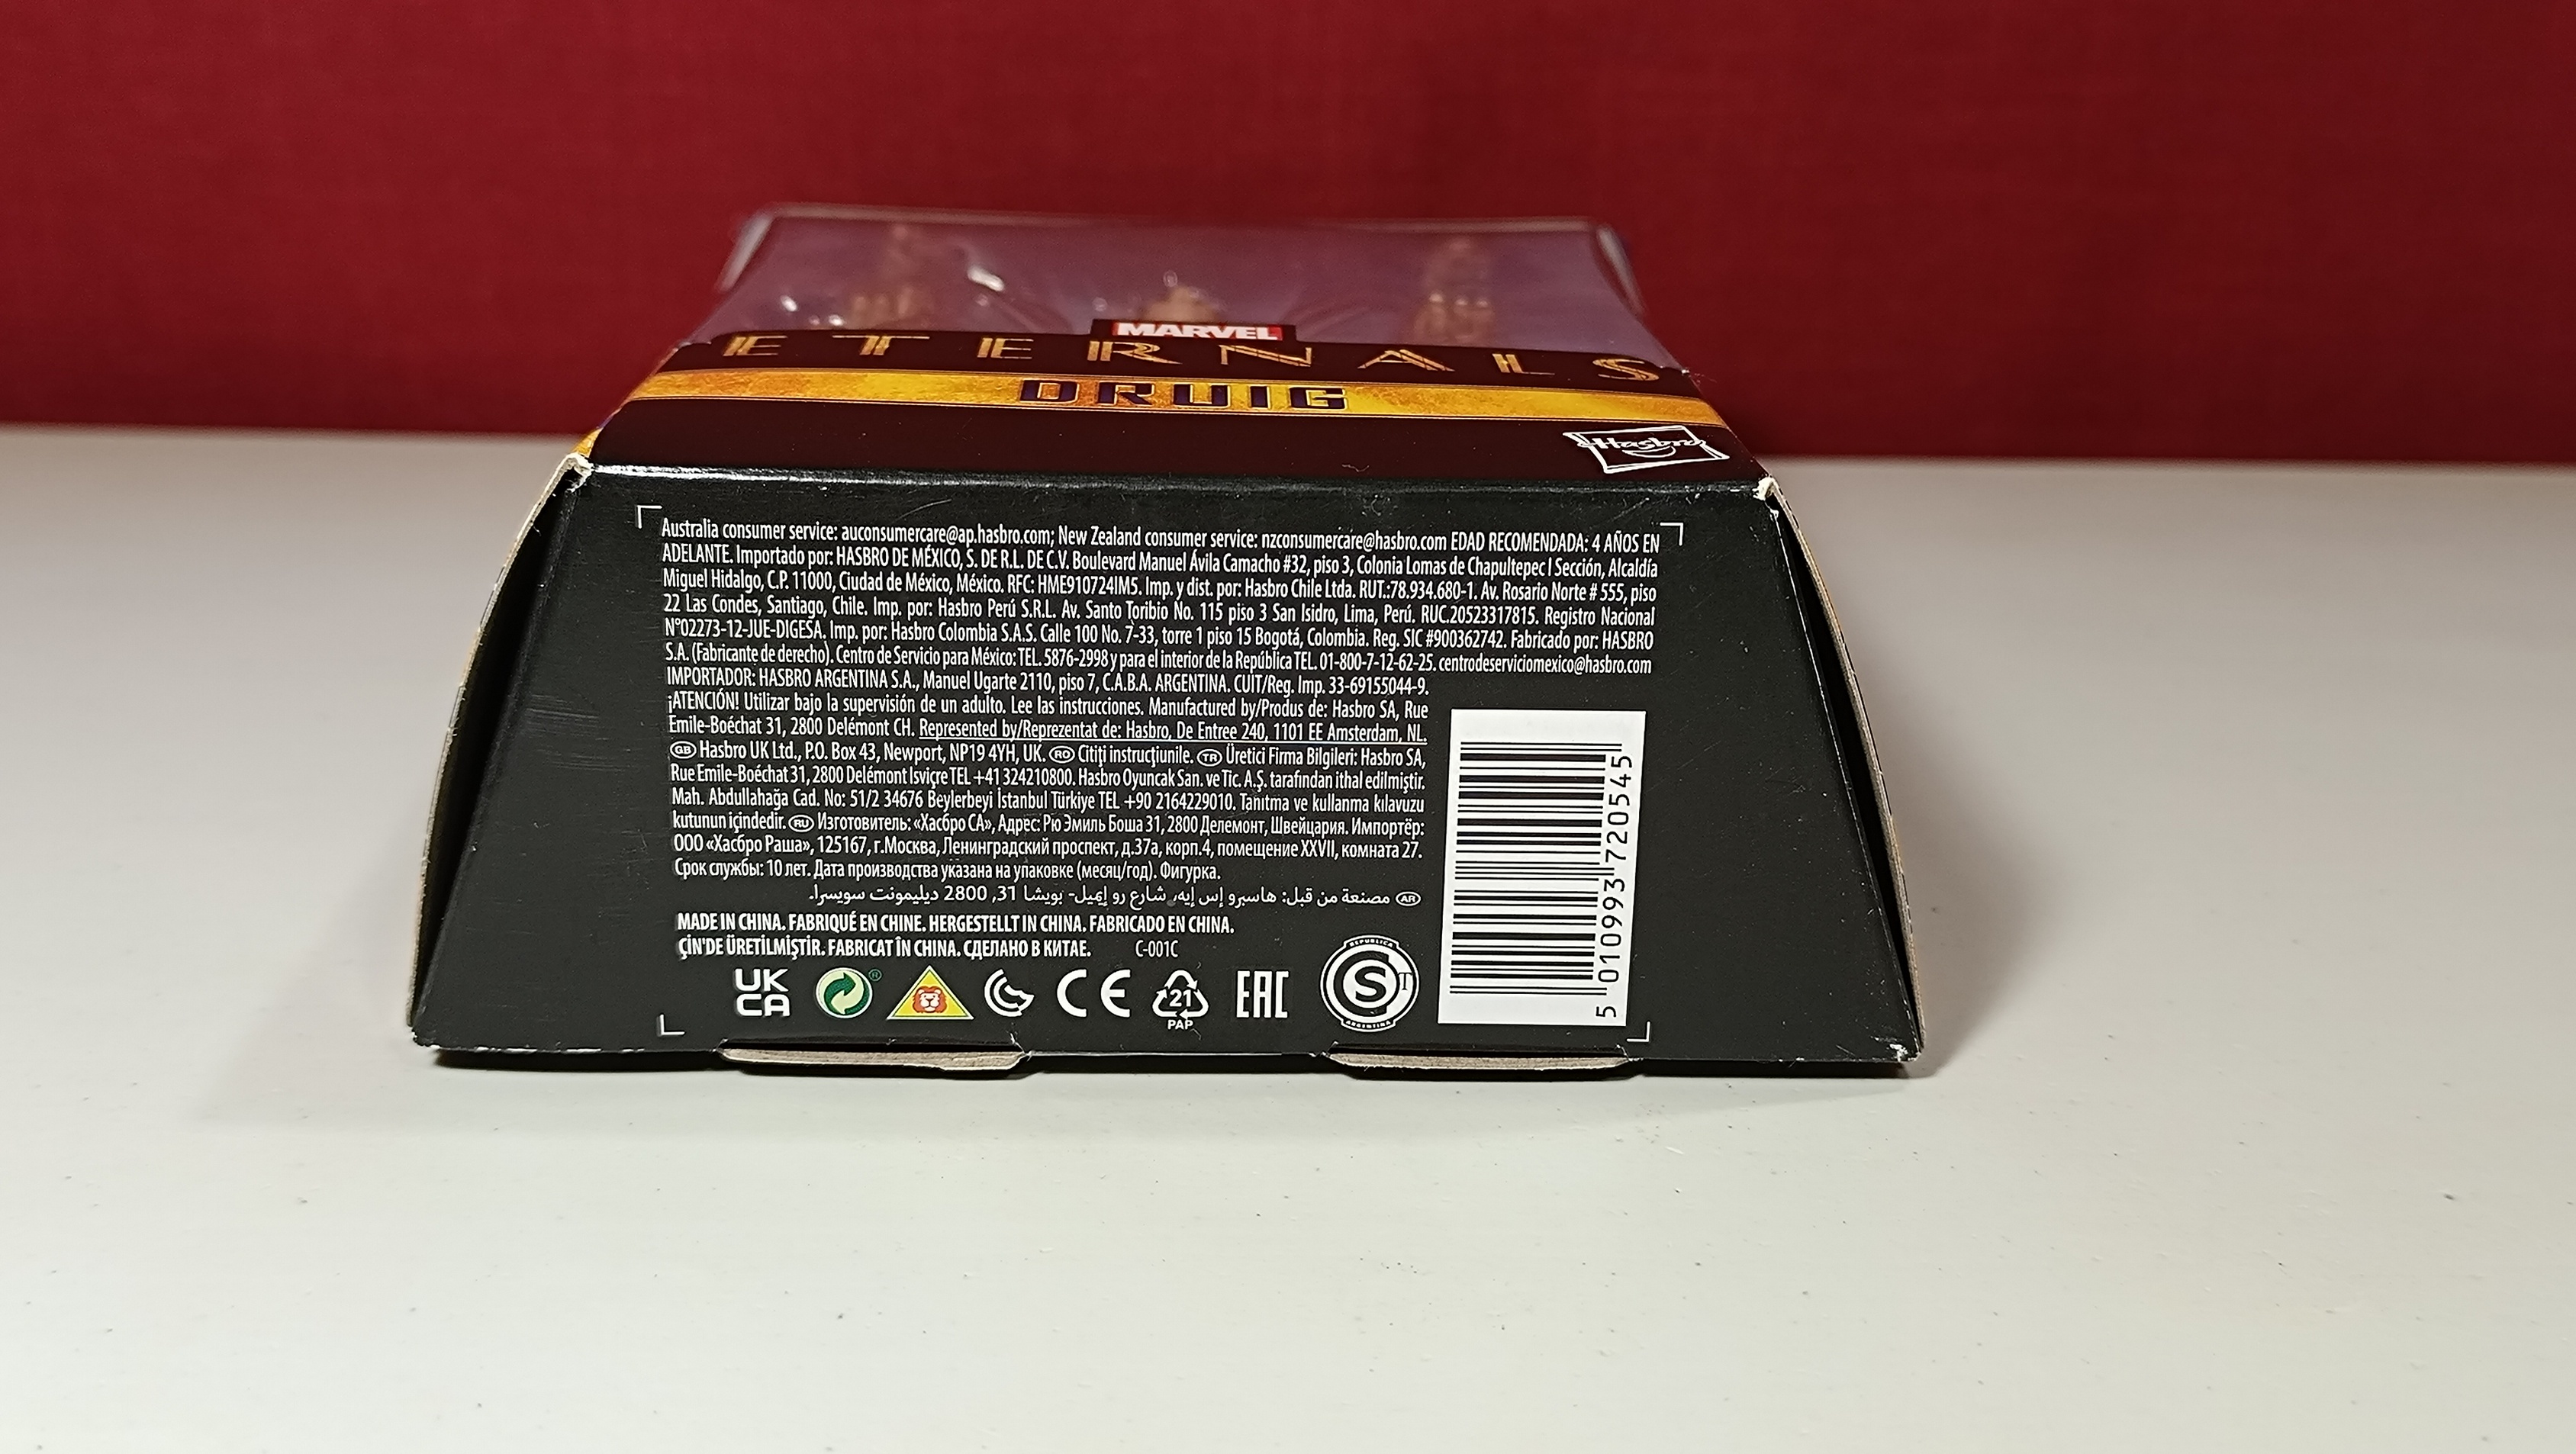 MARVEL
ETERNALS
DRUIG
Hasbro
Australia consumer service: auconsumercare@ap.hasbro.com; New Zealand consumer service: nzconsumercare@hasbro.com EDAD RECOMENDADA: 4 AÑOS EN
ADELANTE. Importado por: HASBRO DE MÉXICO, S. DE R.L. DE C.V. Boulevard Manuel Ávila Camacho #32, piso 3, Colonia Lomas de Chapultepec I Sección, Alcaldía
Miguel Hidalgo, C.P. 11000, Ciudad de México, México. RFC: HME910724IM5. Imp. y dist. por: Hasbro Chile Ltda. RUT.:78.934.680-1. Av. Rosario Norte # 555, piso
22 Las Condes, Santiago, Chile. Imp. por: Hasbro Perú S.R.L. Av. Santo Toribio No. 115 piso 3 San Isidro, Lima, Perú. RUC.20523317815. Registro Nacional
N°02273-12-JUE-DIGESA. Imp. por: Hasbro Colombia S.A.S. Calle 100 No. 7-33, torre 1 piso 15 Bogotá, Colombia. Reg. SIC #900362742. Fabricado por: HASBRO
S.A. (Fabricante de derecho). Centro de Servicio para México: TEL. 5876-2998 y para el interior de la República TEL. 01-800-7-12-62-25. centrodeserviciomexico@hasbro.com
IMPORTADOR: HASBRO ARGENTINA S.A., Manuel Ugarte 2110, piso 7, C.A.B.A. ARGENTINA. CUIT/Reg. Imp. 33-69155044-9.
¡ATENCIÓN! Utilizar bajo la supervisión de un adulto. Lee las instrucciones. Manufactured by/Produs de: Hasbro SA, Rue
Emile-Boéchat 31, 2800 Delémont CH. Represented by/Reprezentat de: Hasbro, De Entree 240, 1101 EE Amsterdam, NL.
GB Hasbro UK Ltd., P.O. Box 43, Newport, NP19 4YH, UK. RO Citiți instrucțiunile. TR Üretici Firma Bilgileri: Hasbro SA,
Rue Emile-Boéchat 31, 2800 Delémont İsviçre TEL +41 324210800. Hasbro Oyuncak San. ve Tic. A.Ş. tarafından ithal edilmiştir.
Mah. Abdullahağa Cad. No: 51/2 34676 Beylerbeyi İstanbul Türkiye TEL +90 2164229010. Tanıtma ve kullanma kılavuzu
kutunun içindedir. RU Изготовитель: «Хасбро СА», Адрес: Рю Эмиль Боша 31, 2800 Делемонт, Швейцария. Импортёр:
ООО «Хасбро Раша», 125167, г.Москва, Ленинградский проспект, д.37а, корп.4, помещение XXVII, комната 27.
Срок службы: 10 лет. Дата производства указана на упаковке (месяц/год). Фигурка.
AR مصنعة من قبل: هاسبرو إس إيه، شارع رو إميل- بويشا 31, 2800 ديليمونت سويسرا.
MADE IN CHINA. FABRIQUÉ EN CHINE. HERGESTELLT IN CHINA. FABRICADO EN CHINA.
ÇİN'DE ÜRETİLMİŞTİR. FABRICAT ÎN CHINA. СДЕЛАНО В КИТАЕ. C-001C
UK
CA
CE
21
PAP
EAC
REPUBLICA
S
T
ARGENTINA
5 010993 720545